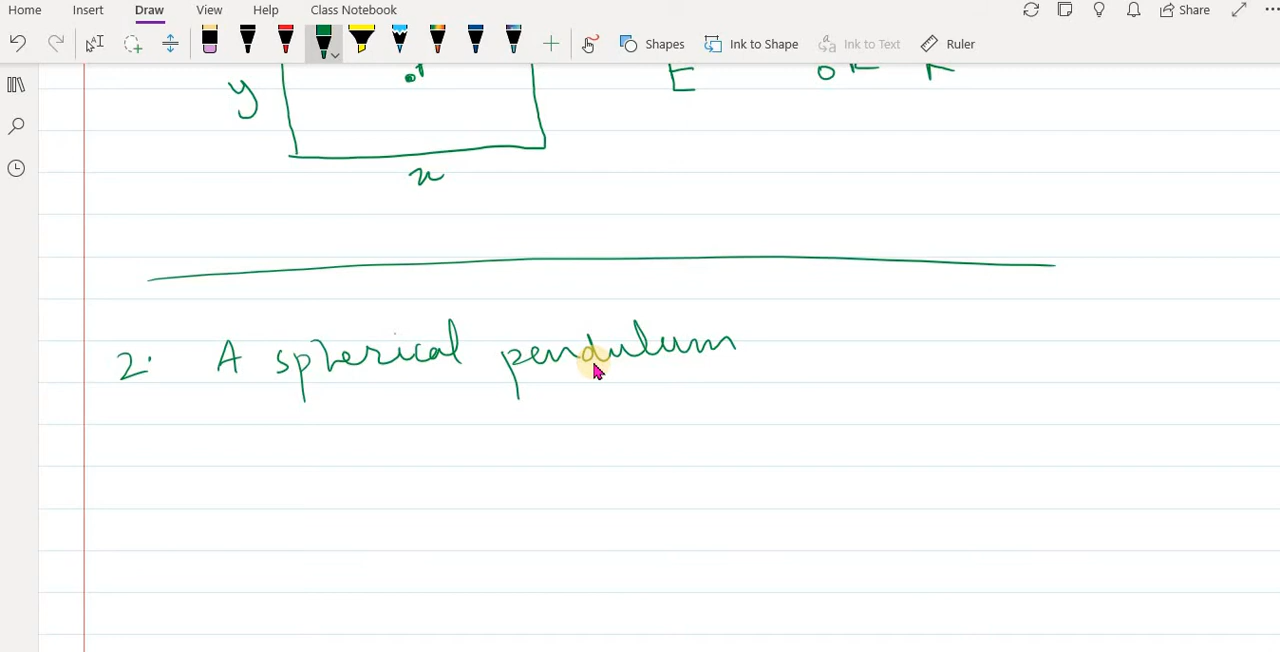 Home Insert Draw View Help Class Notebook Share
Shapes Ink to Shape Ink to Text Ruler
y E
x
2. A spherical pendulum